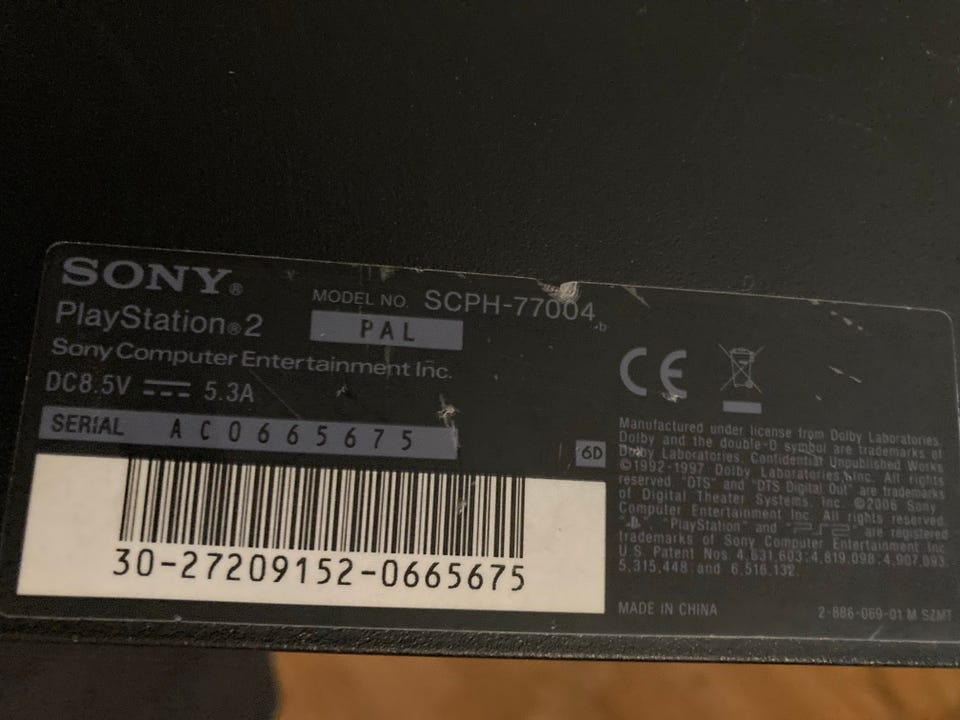 SONY®
PlayStation®2
MODEL NO. SCPH-77004
b
PAL
Sony Computer Entertainment Inc.
DC8.5V 5.3A
SERIAL AC0665675
6D
30-27209152-0665675
CE
Manufactured under license from Dolby Laboratories.
Dolby and the double-D symbol are trademarks of
Dolby Laboratories. Confidential Unpublished Works
©1992-1997 Dolby Laboratories, Inc. All rights
reserved. "DTS" and "DTS Digital Out" are trademarks
of Digital Theater Systems, Inc. ©2006 Sony
Computer Entertainment Inc. All rights reserved.
" ", "PlayStation" and "PS2" are registered
trademarks of Sony Computer Entertainment Inc.
U.S. Patent Nos. 4,631,603; 4,819,098; 4,907,093;
5,315,448 and 6,516,132.
MADE IN CHINA
2-886-069-01 M SZMT